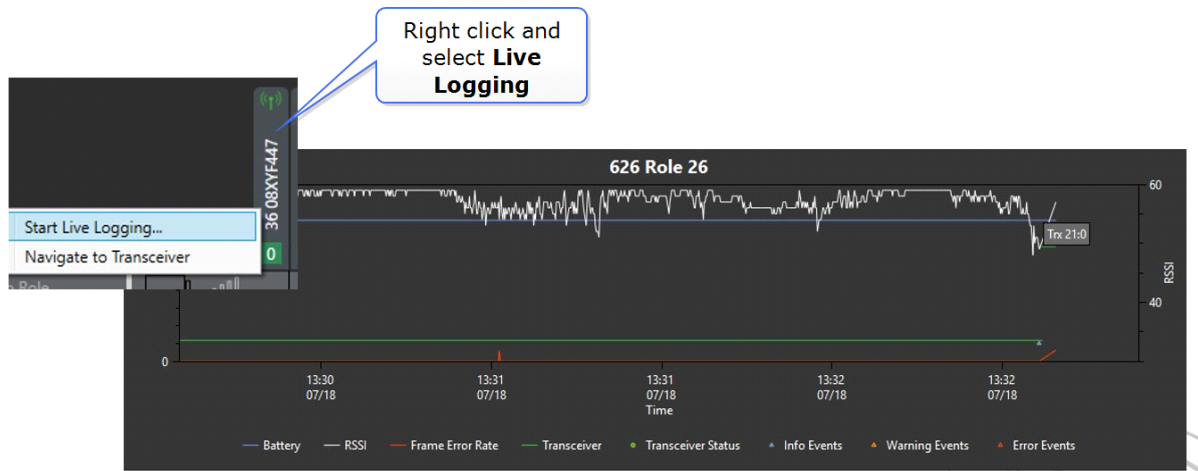 Right click and
select Live
Logging
36 08XYF447
0
Start Live Logging...
Navigate to Transceiver
Role
626 Role 26
60
40
RSSI
Trx 21:0
0
13:30
07/18
13:31
07/18
13:31
07/18
13:32
07/18
13:32
07/18
Time
Battery RSSI Frame Error Rate Transceiver Transceiver Status Info Events Warning Events Error Events